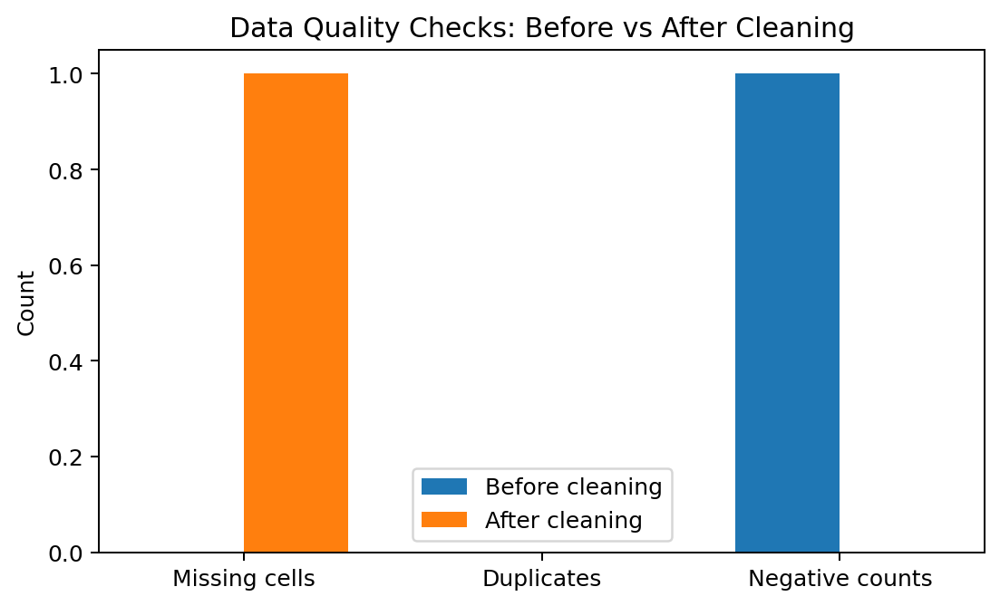 Data Quality Checks: Before vs After Cleaning
Count
1.0
0.8
0.6
0.4
0.2
0.0
Before cleaning
After cleaning
Missing cells
Duplicates
Negative counts